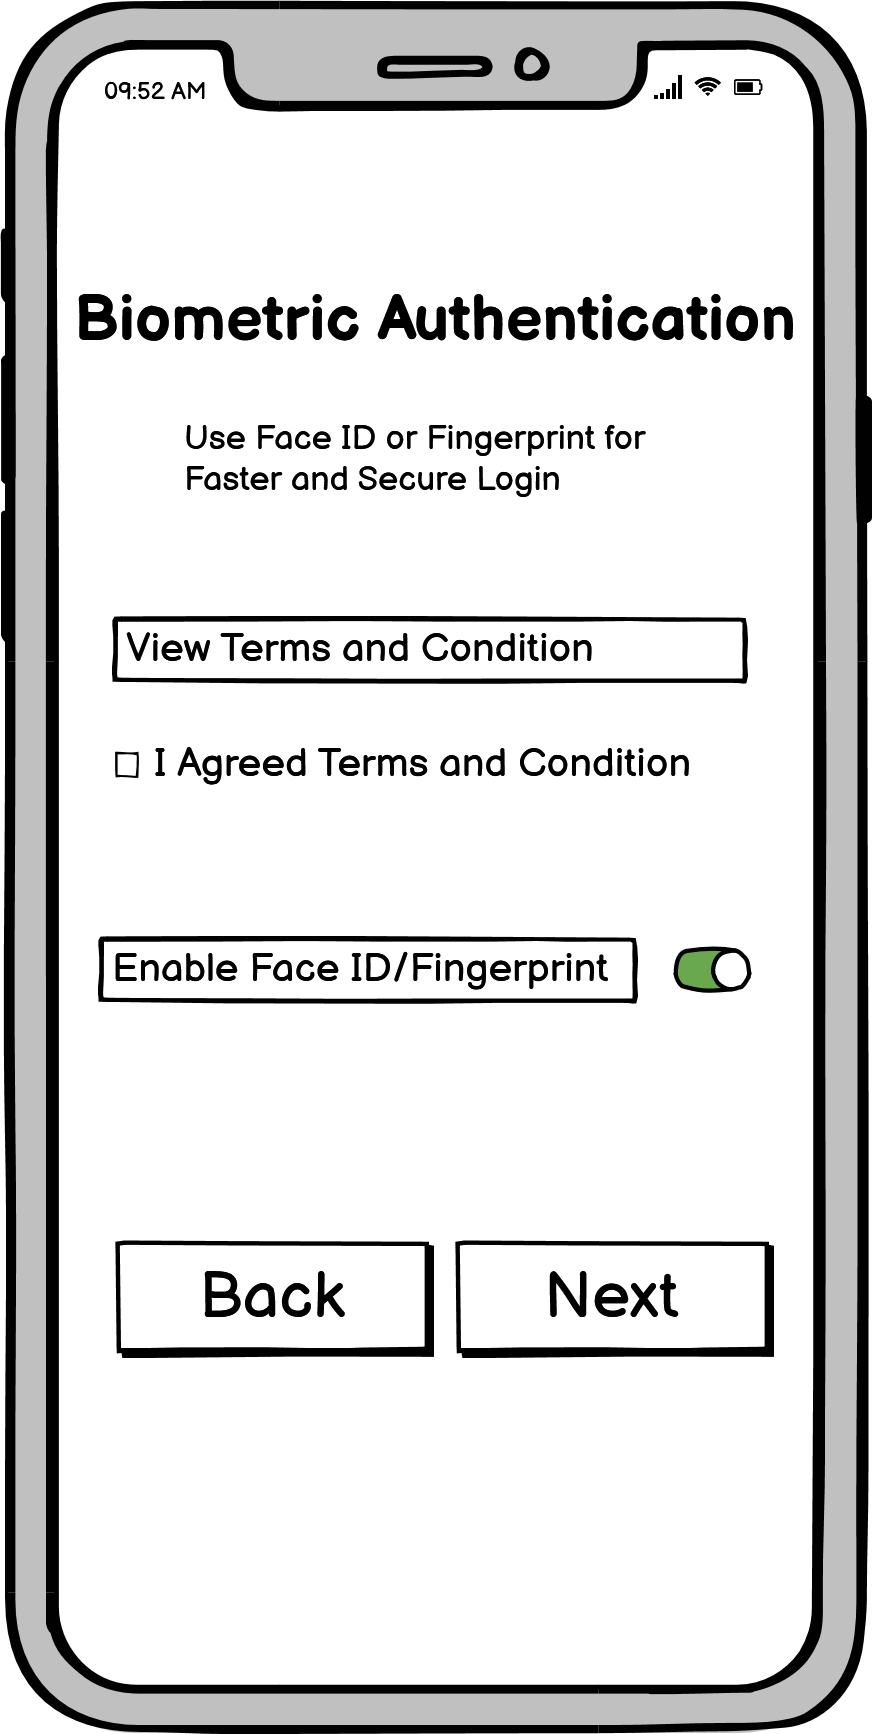 09:52 AM
Biometric Authentication
Use Face ID or Fingerprint for
Faster and Secure Login
View Terms and Condition
I Agreed Terms and Condition
Enable Face ID/Fingerprint
Back
Next